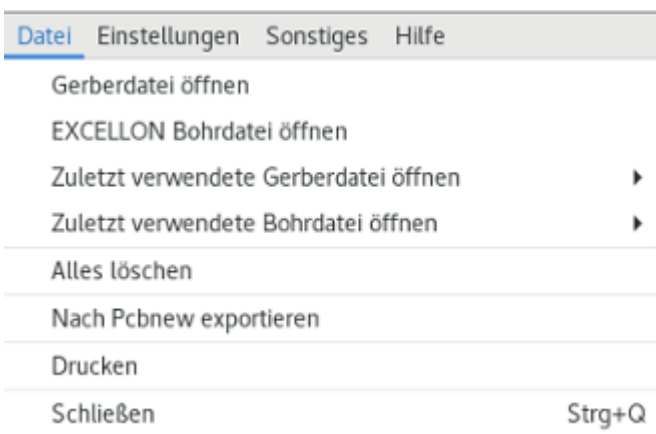 Datei Einstellungen Sonstiges Hilfe
Gerberdatei öffnen
EXCELLON Bohrdatei öffnen
Zuletzt verwendete Gerberdatei öffnen
Zuletzt verwendete Bohrdatei öffnen
Alles löschen
Nach Pcbnew exportieren
Drucken
Schließen Strg+Q